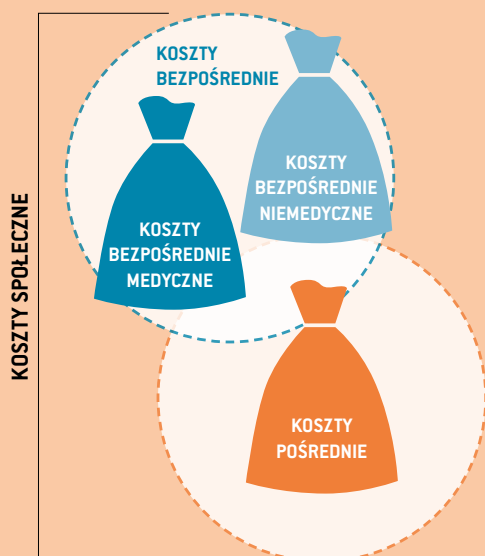 KOSZTY SPOŁECZNE
KOSZTY
BEZPOŚREDNIE
KOSZTY
BEZPOŚREDNIE
NIEMEDYCZNE
KOSZTY
BEZPOŚREDNIE
MEDYCZNE
KOSZTY
POŚREDNIE